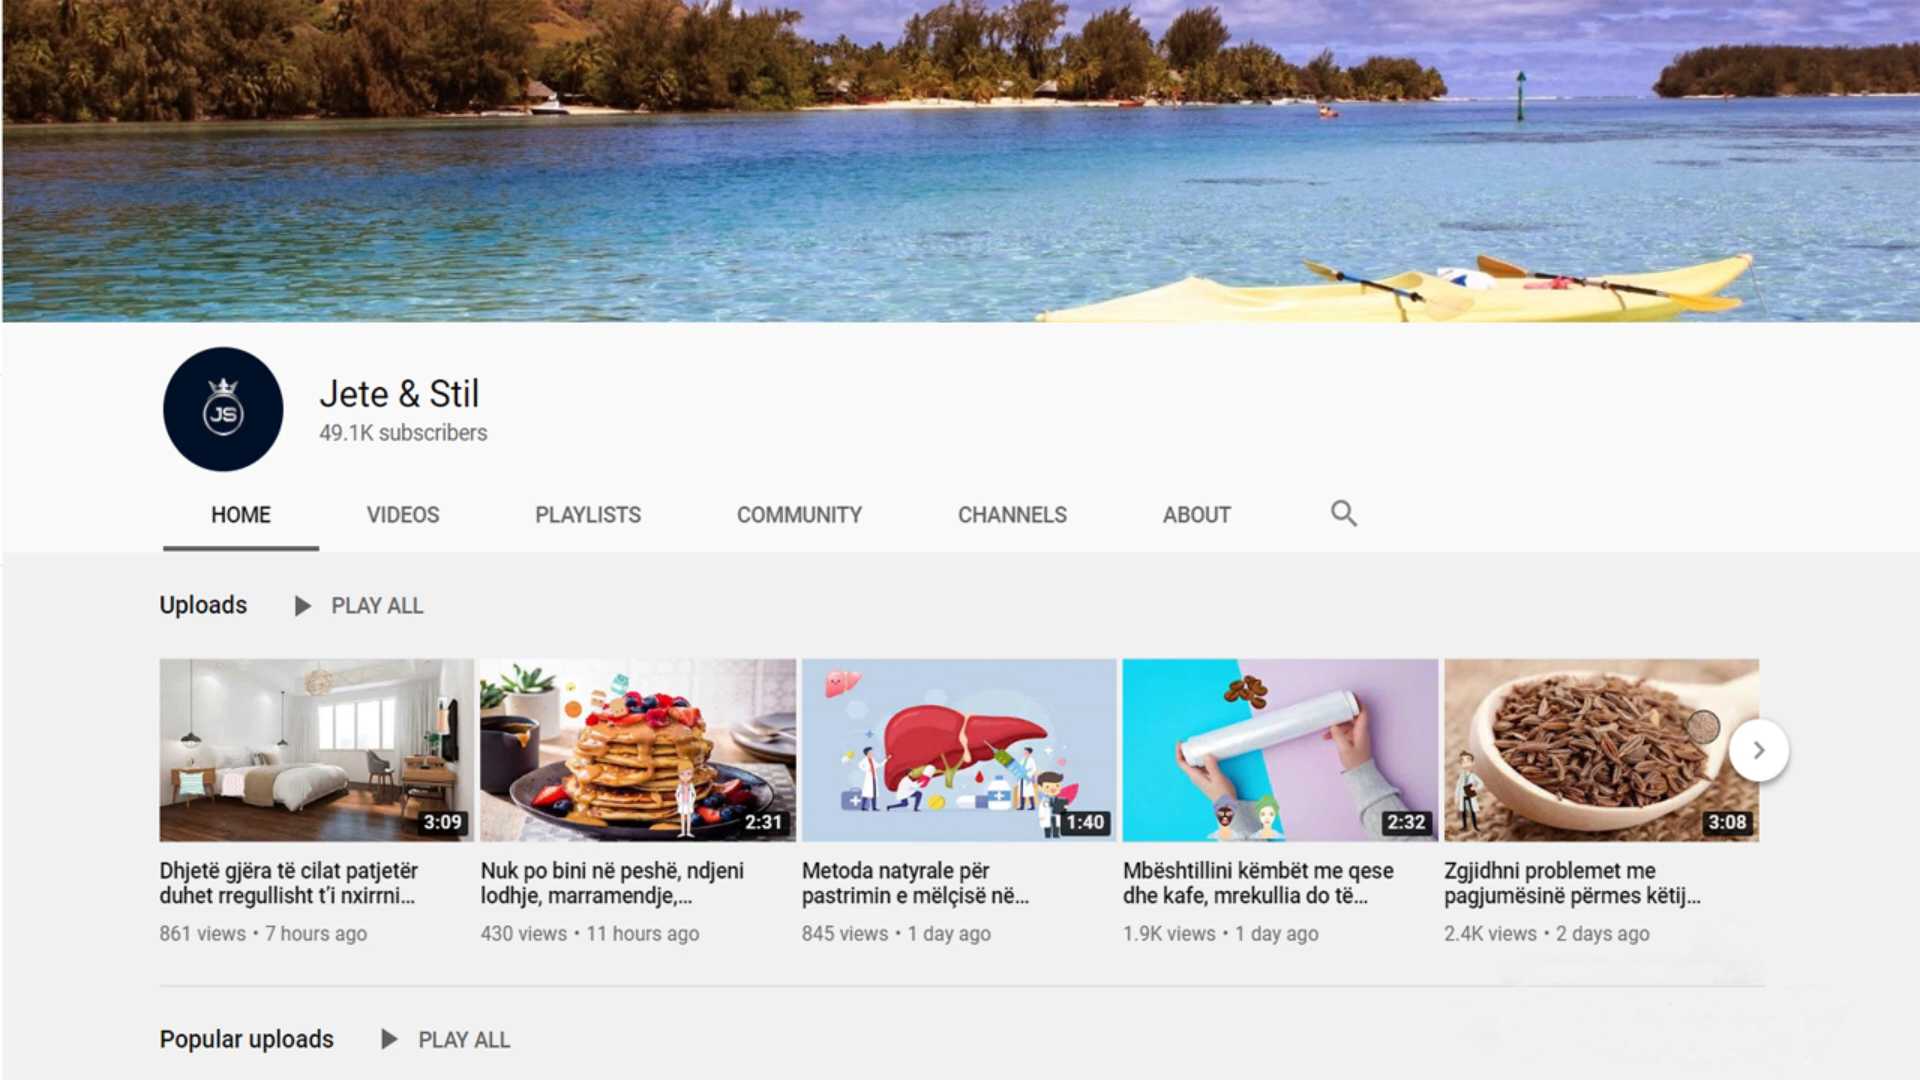 JS
Jete & Stil
49.1K subscribers
HOME VIDEOS PLAYLISTS COMMUNITY CHANNELS ABOUT
Uploads PLAY ALL
3:09
2:31
1:40
2:32
3:08
Dhjetë gjëra të cilat patjetër
duhet rregullisht t'i nxirrni...
861 views • 7 hours ago
Nuk po bini në peshë, ndjeni
lodhje, marramendje,...
430 views • 11 hours ago
Metoda natyrale për
pastrimin e mëlçisë në...
845 views • 1 day ago
Mbështillini këmbët me qese
dhe kafe, mrekullia do të...
1.9K views • 1 day ago
Zgjidhni problemet me
pagjumësinë përmes këtij...
2.4K views • 2 days ago
Popular uploads PLAY ALL